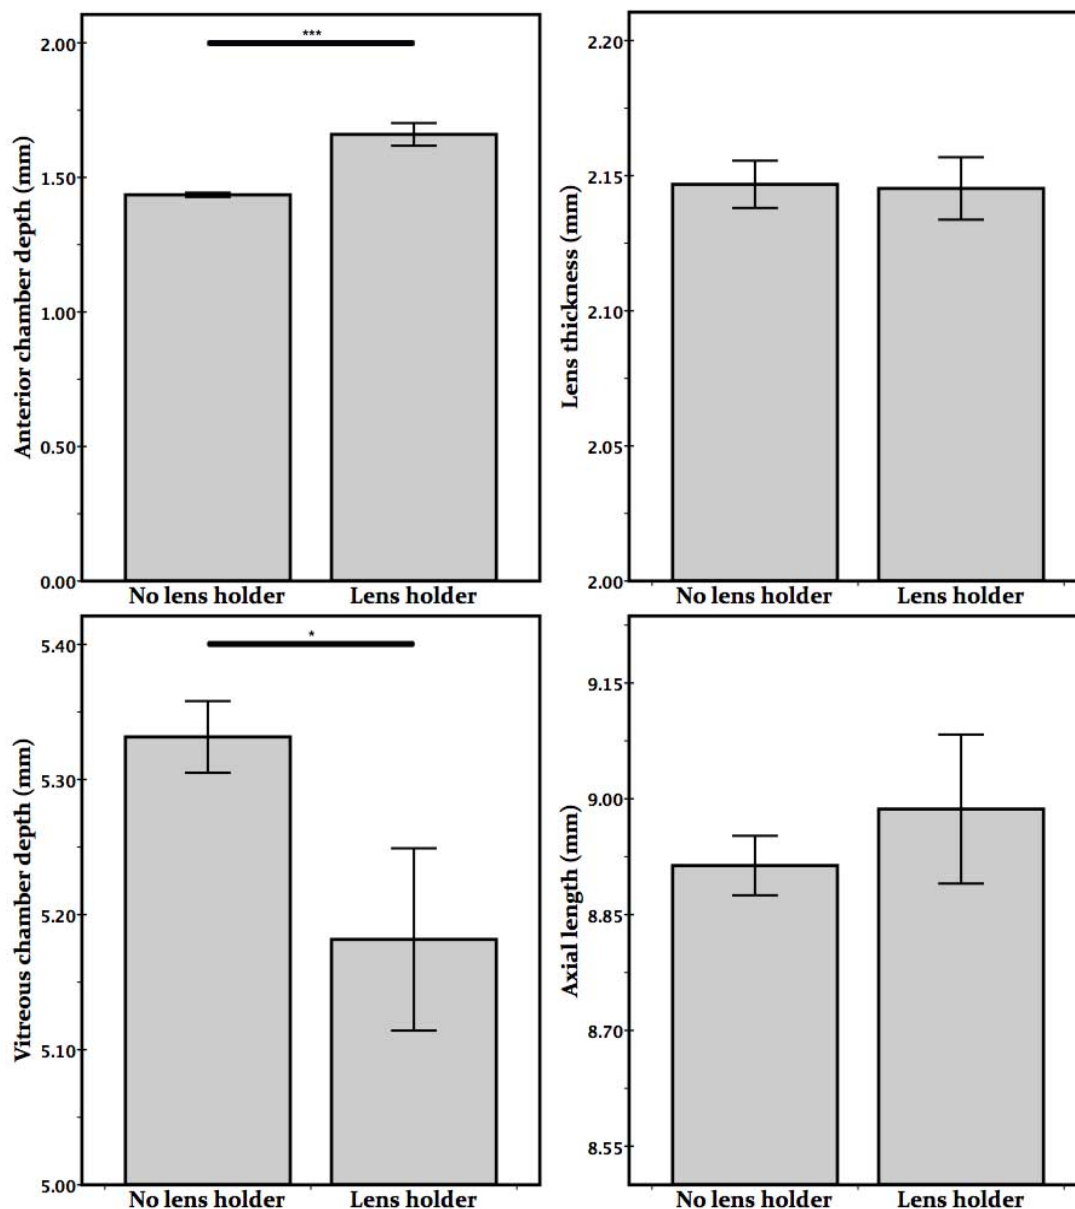 Anterior chamber depth (mm)
2.00
1.50
1.00
0.50
0.00
***
No lens holder
Lens holder
Lens thickness (mm)
2.20
2.15
2.10
2.05
2.00
No lens holder
Lens holder
Vitreous chamber depth (mm)
5.40
5.30
5.20
5.10
5.00
*
No lens holder
Lens holder
Axial length (mm)
9.15
9.00
8.85
8.70
8.55
No lens holder
Lens holder